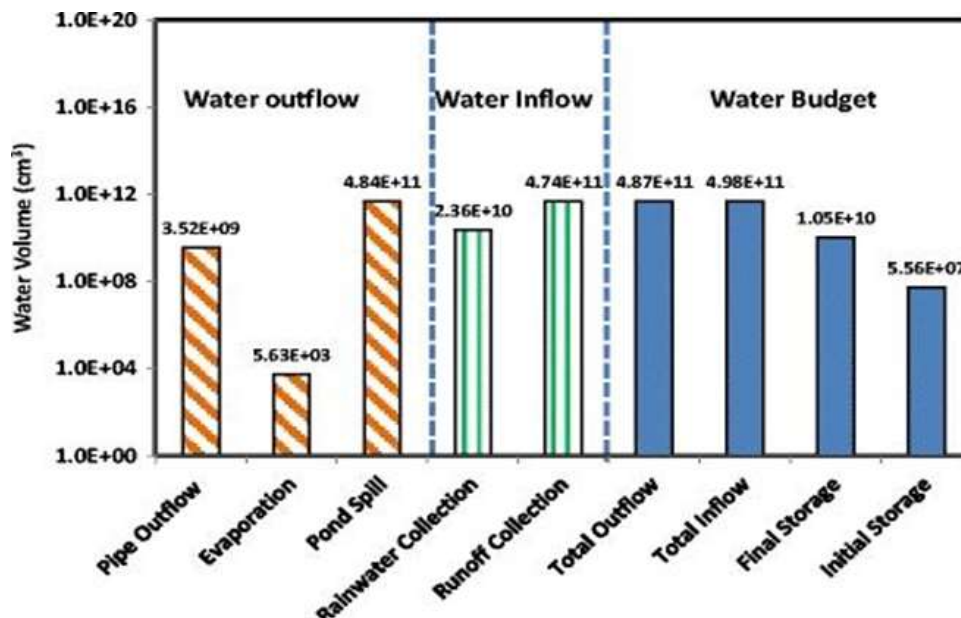 1.0E+20
1.0E+16
1.0E+12
1.0E+08
1.0E+04
1.0E+00
Water Volume (cm³)
Water outflow
Water Inflow
Water Budget
3.52E+09
5.63E+03
4.84E+11
2.36E+10
4.74E+11
4.87E+11
4.98E+11
1.05E+10
5.56E+07
Pipe Outflow
Evaporation
Pond Spill
Rainwater Collection
Runoff Collection
Total Outflow
Total Inflow
Final Storage
Initial Storage